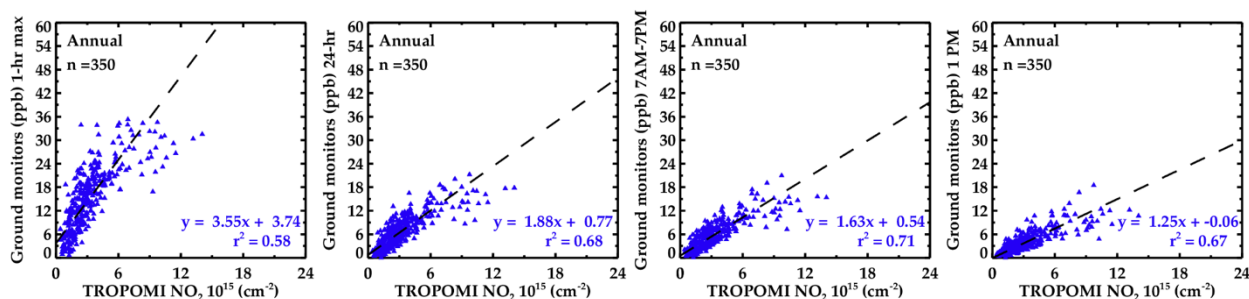 Ground monitors (ppb) 1-hr max
60
54
48
42
36
30
24
18
12
6
0
Annual
n =350
y = 3.55x + 3.74
r² = 0.58
0 6 12 18 24
TROPOMI NO₂, 10¹⁵ (cm⁻²)
Ground monitors (ppb) 24-hr
60
54
48
42
36
30
24
18
12
6
0
Annual
n =350
y = 1.88x + 0.77
r² = 0.68
0 6 12 18 24
TROPOMI NO₂, 10¹⁵ (cm⁻²)
Ground monitors (ppb) 7AM-7PM
60
54
48
42
36
30
24
18
12
6
0
Annual
n =350
y = 1.63x + 0.54
r² = 0.71
0 6 12 18 24
TROPOMI NO₂, 10¹⁵ (cm⁻²)
Ground monitors (ppb) 1 PM
60
54
48
42
36
30
24
18
12
6
0
Annual
n =350
y = 1.25x + -0.06
r² = 0.67
0 6 12 18 24
TROPOMI NO₂, 10¹⁵ (cm⁻²)